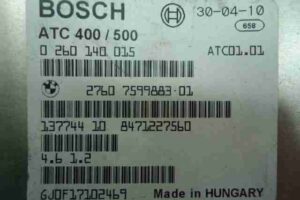 BOSCH 30-04-10
658
ATC 400 / 500
0 260 140 015 ATC01.01
2760 7599883-01
137744 10 8471227560
4.6 1.2
GJDF17102469 Made in HUNGARY